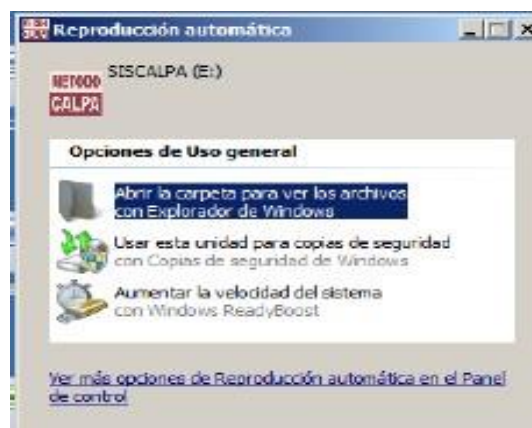 Reproducción automática
SISCALPA (E:)
METODO
CALPA
Opciones de Uso general
Abrir la carpeta para ver los archivos
con Explorador de Windows
Usar esta unidad para copias de seguridad
con Copias de seguridad de Windows
Aumentar la velocidad del sistema
con Windows ReadyBoost
Ver más opciones de Reproducción automática en el Panel
de control